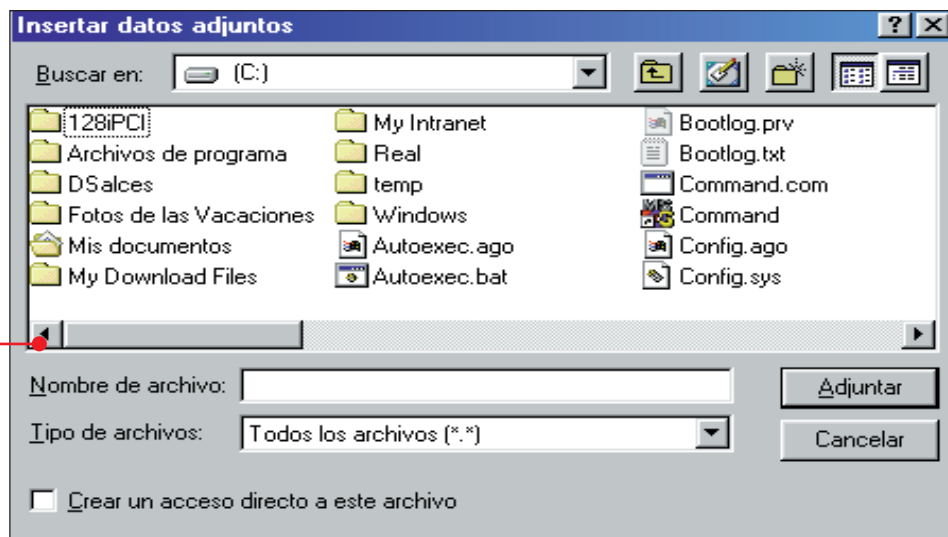 Insertar datos adjuntos
Buscar en: (C:)
128iPCI
Archivos de programa
DSalces
Fotos de las Vacaciones
Mis documentos
My Download Files
My Intranet
Real
temp
Windows
Autoexec.ago
Autoexec.bat
Bootlog.prv
Bootlog.txt
Command.com
Command
Config.ago
Config.sys
Nombre de archivo:
Adjuntar
Tipo de archivos: Todos los archivos (*.*)
Cancelar
Crear un acceso directo a este archivo